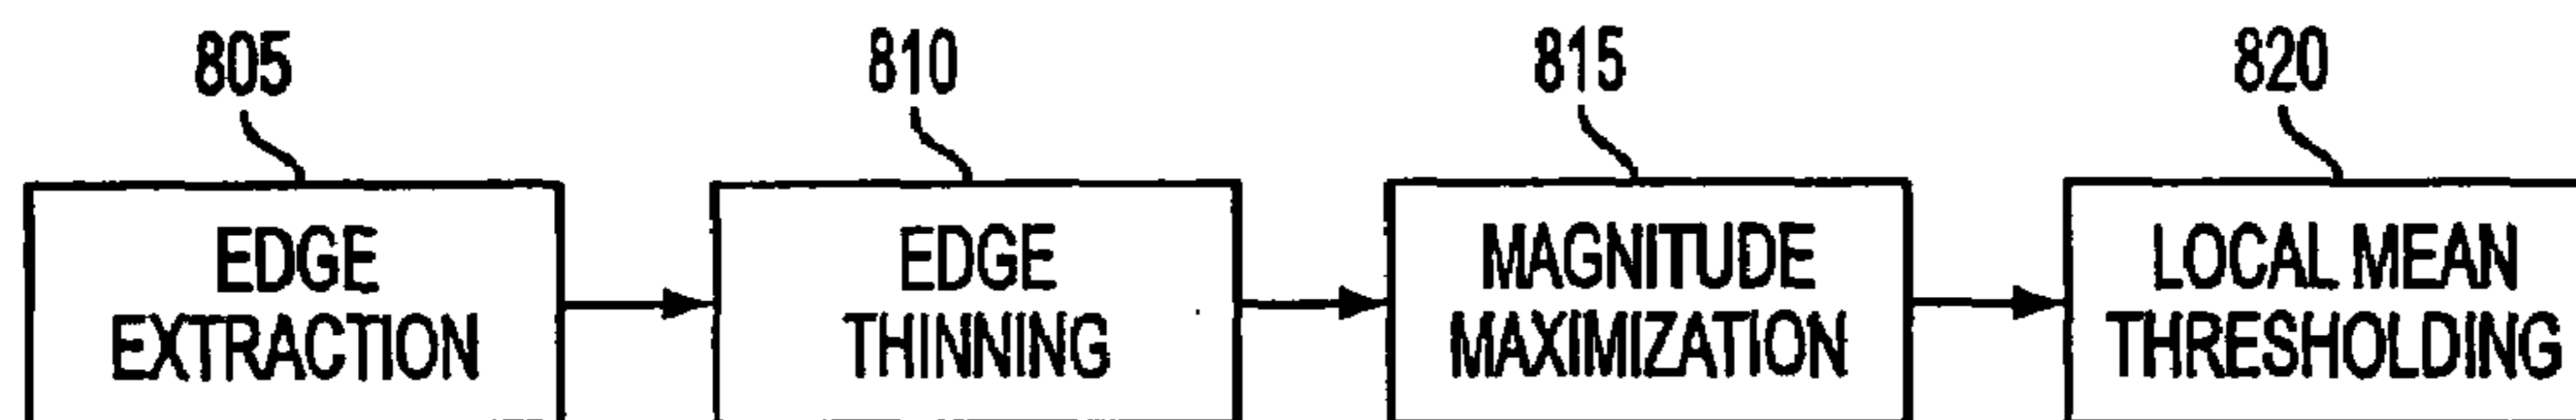 805
810
815
820
EDGE
EXTRACTION
EDGE
THINNING
MAGNITUDE
MAXIMIZATION
LOCAL MEAN
THRESHOLDING